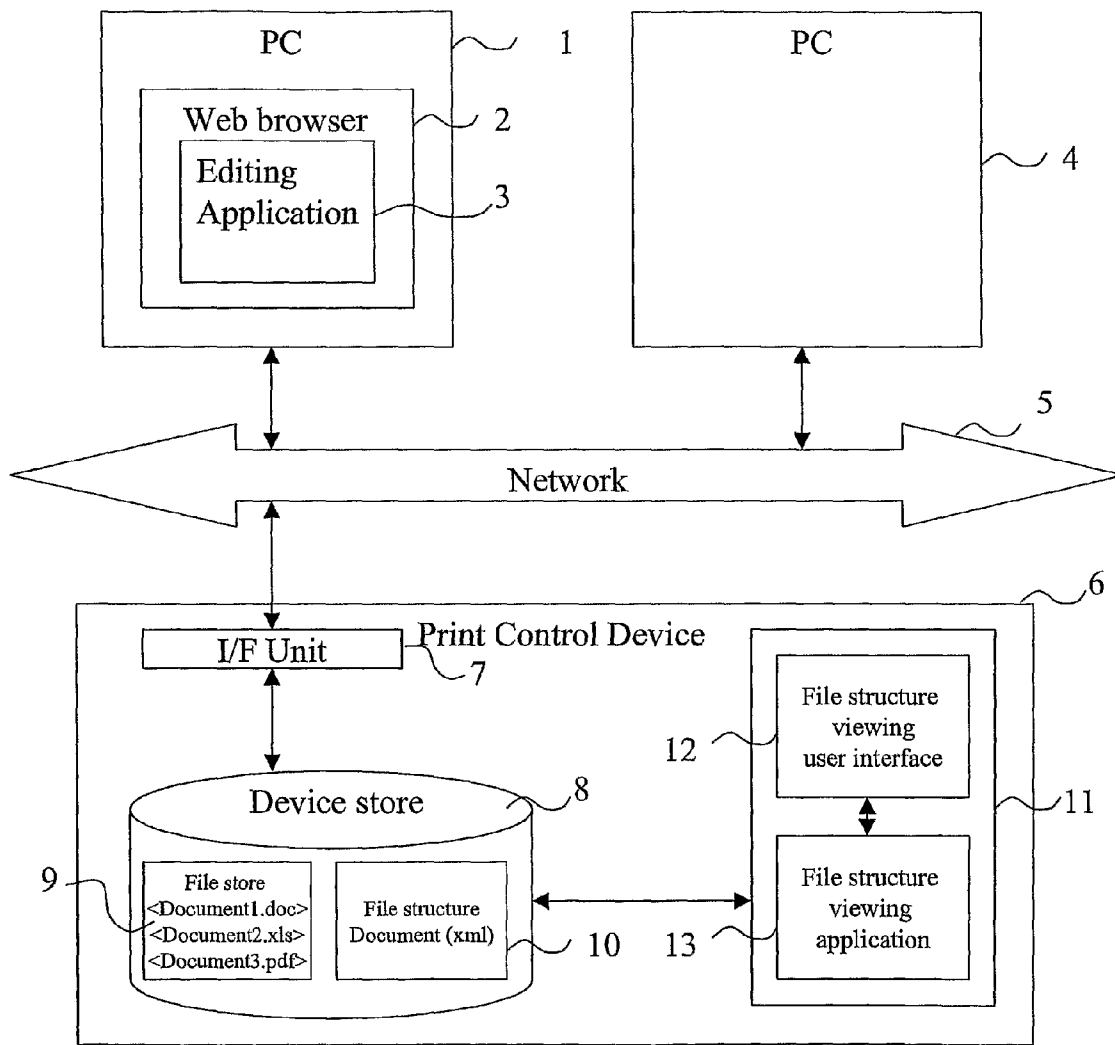 PC
1
Web browser
2
Editing
Application
3
PC
4
5
Network
6
Print Control Device
I/F Unit
7
Device store
8
9
File store
<Document1.doc>
<Document2.xls>
<Document3.pdf>
File structure
Document (xml)
10
11
12
File structure
viewing
user interface
13
File structure
viewing
application